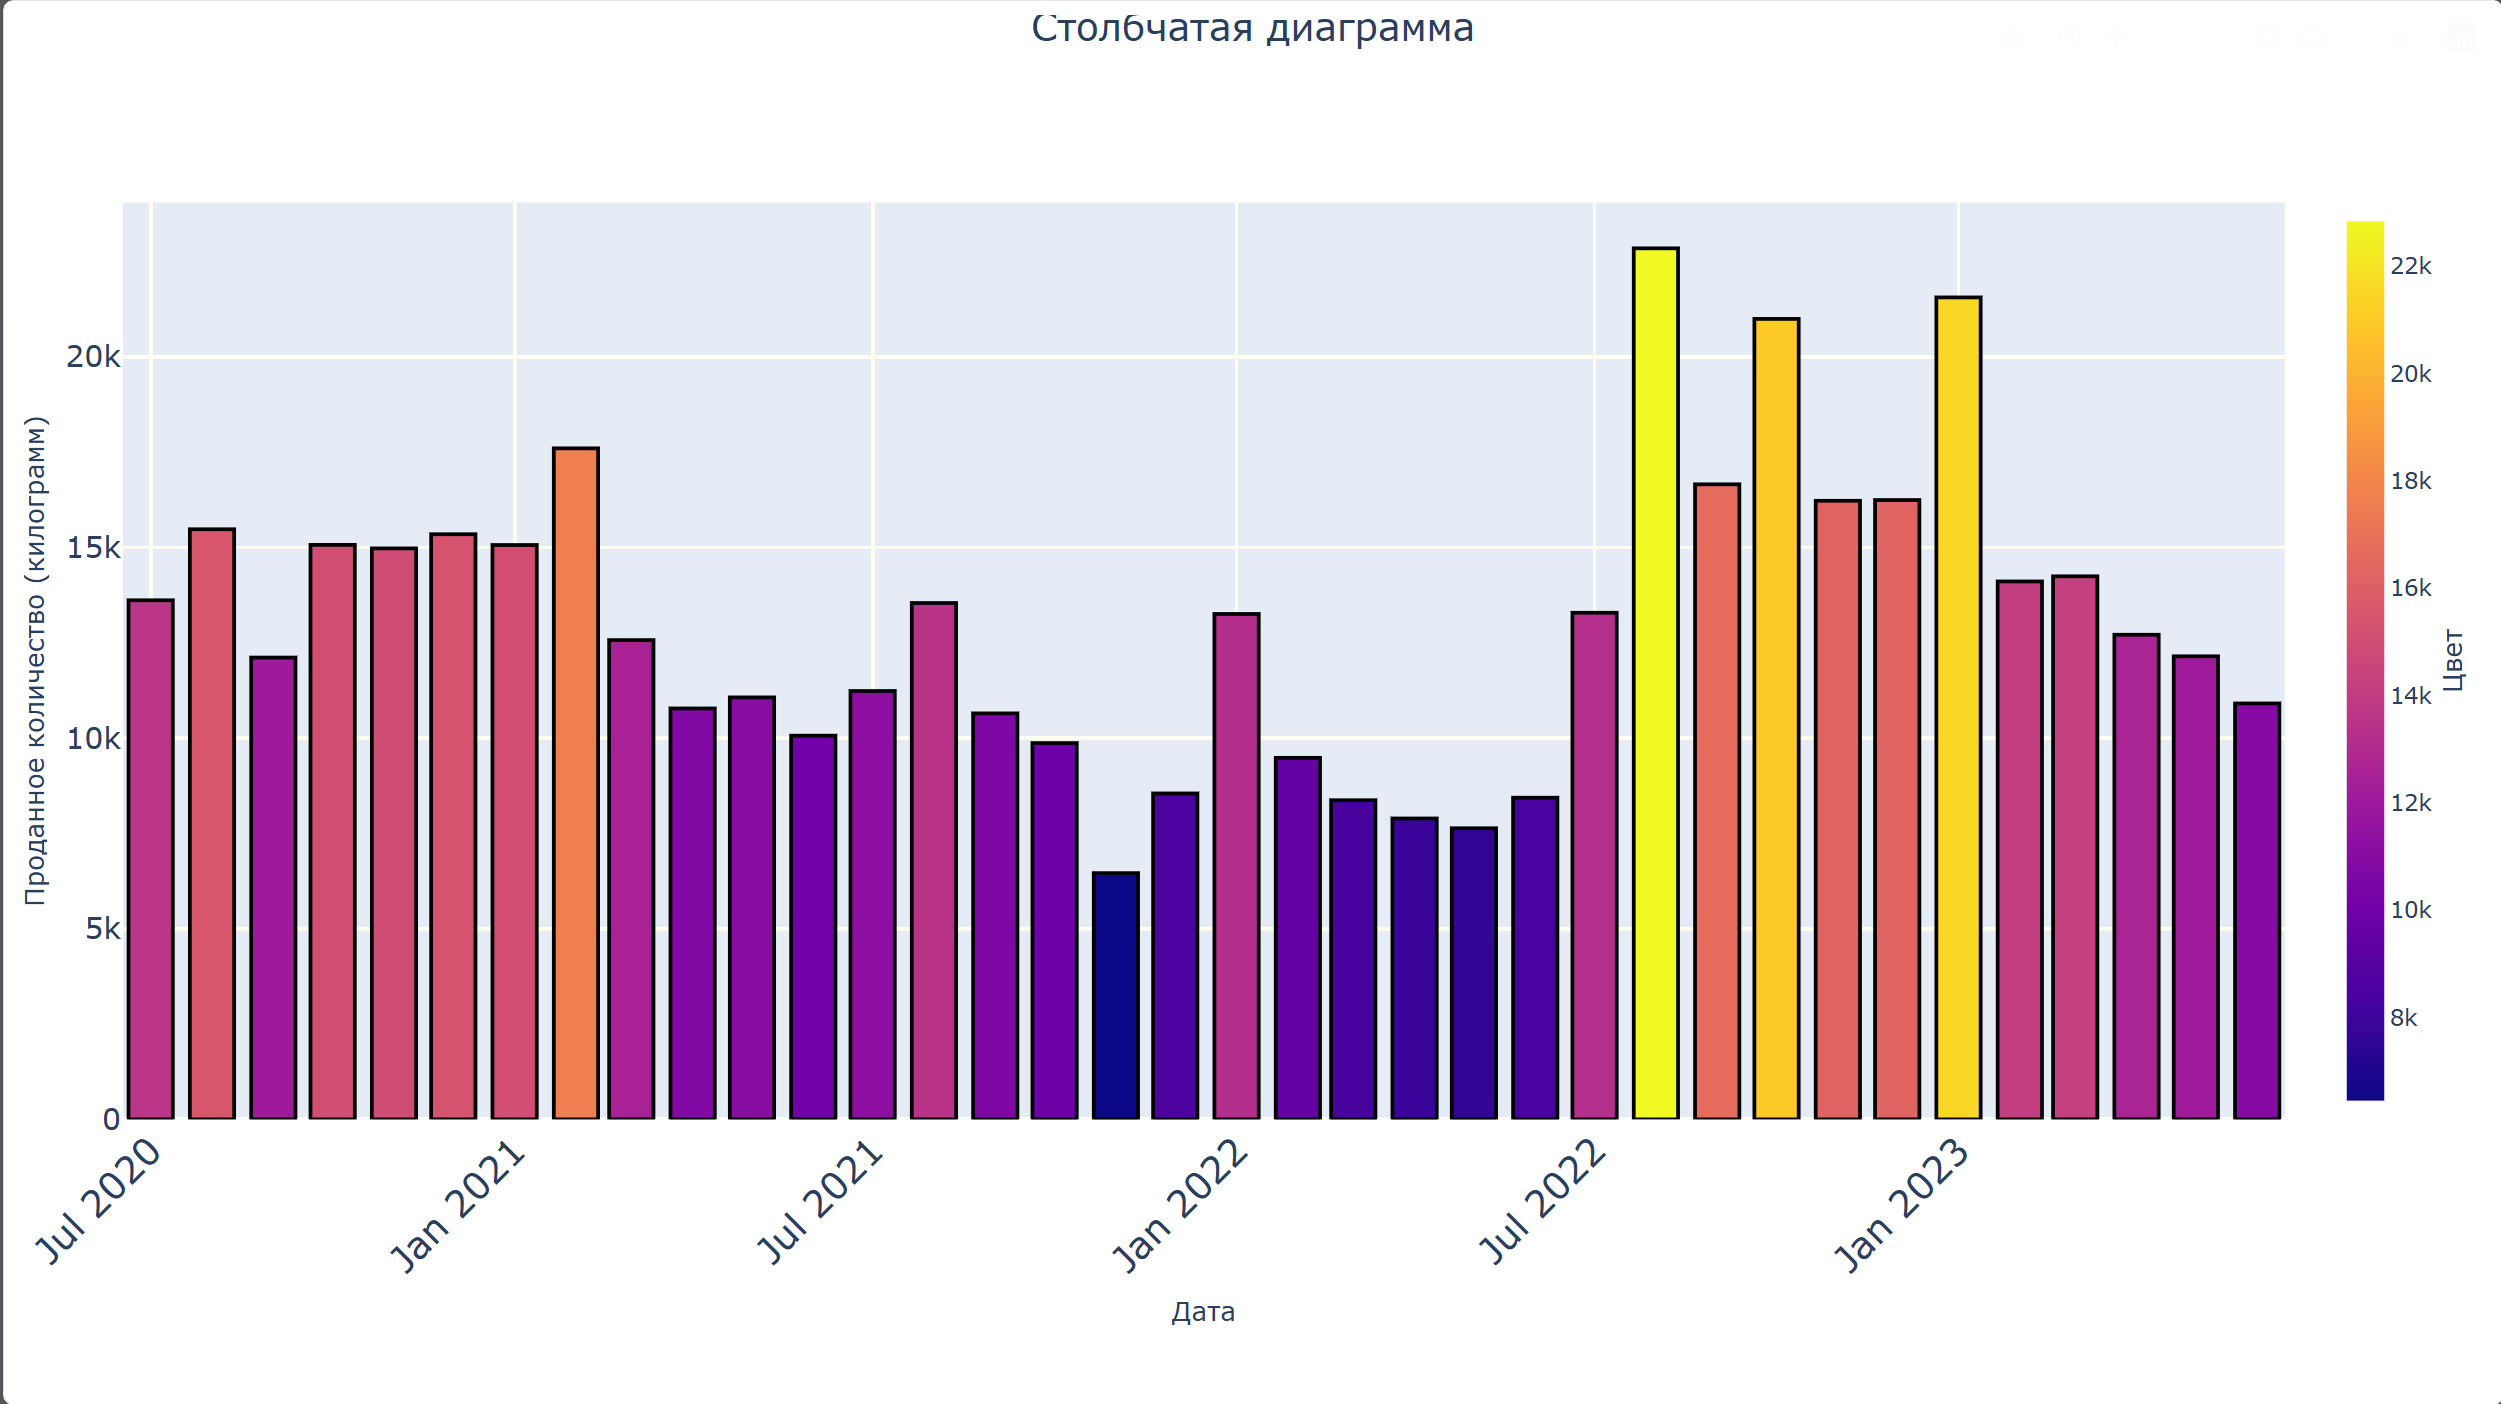 Столбчатая диаграмма
Проданное количество (килограмм)
20k
15k
10k
5k
0
Jul 2020
Jan 2021
Jul 2021
Jan 2022
Jul 2022
Jan 2023
Дата
22k
20k
18k
16k
14k
12k
10k
8k
Цвет